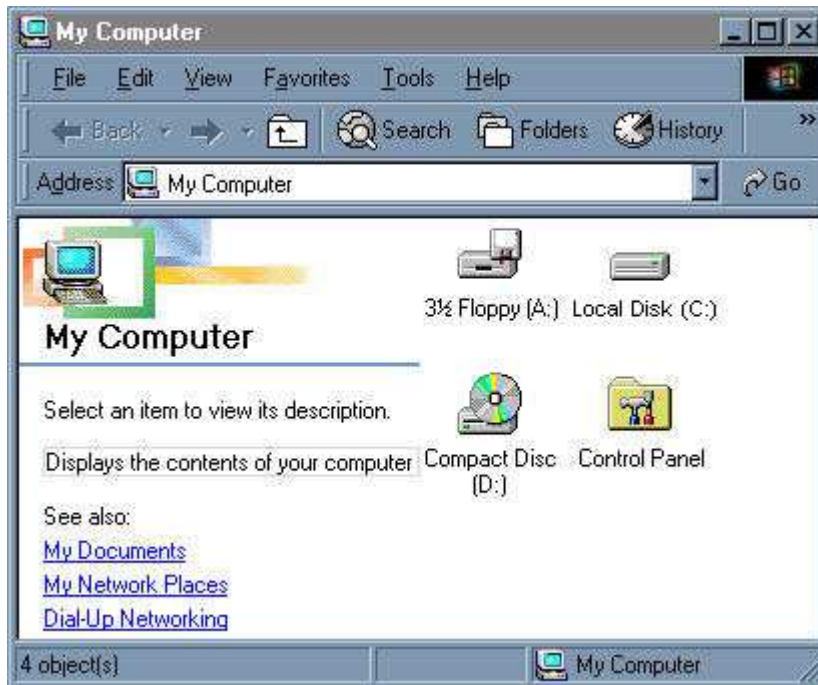 My Computer
File Edit View Favorites Tools Help
Back Search Folders History »
Address My Computer Go
3½ Floppy (A:) Local Disk (C:)
My Computer
Select an item to view its description.
Displays the contents of your computer
Compact Disc (D:) Control Panel
See also:
My Documents
My Network Places
Dial-Up Networking
4 object(s) My Computer